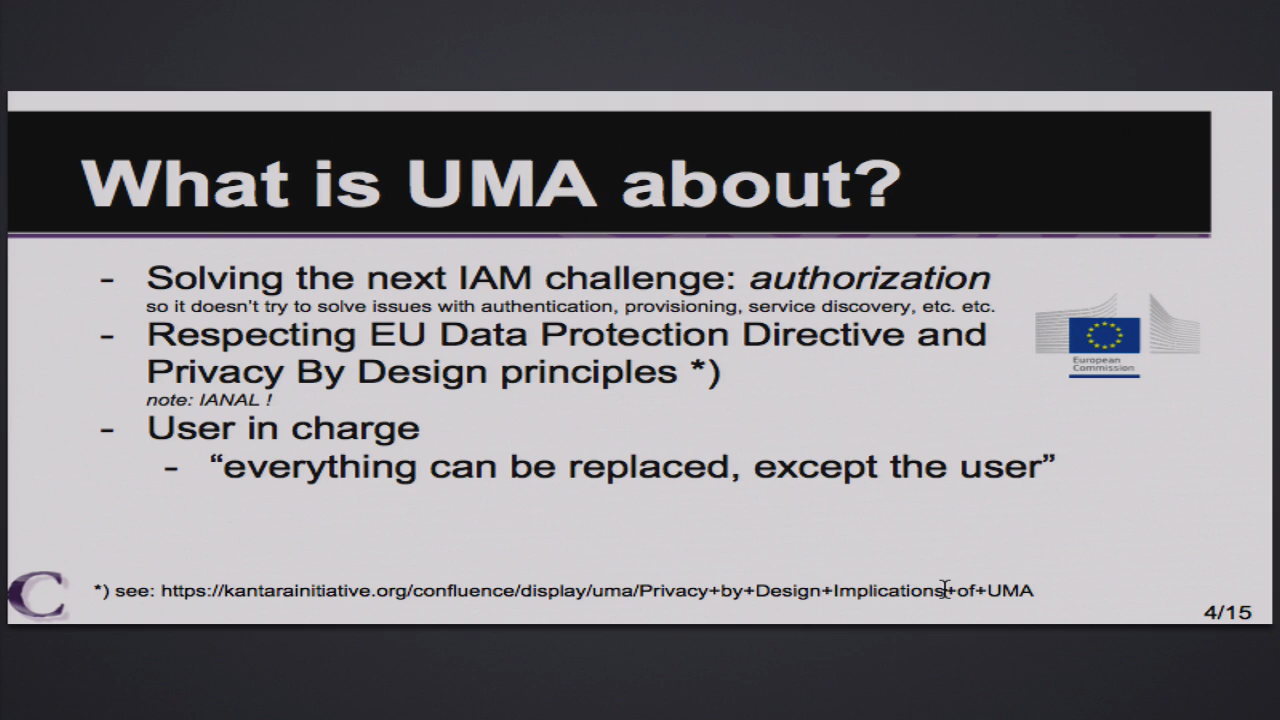 What is UMA about?
- Solving the next IAM challenge: authorization
so it doesn't try to solve issues with authentication, provisioning, service discovery, etc. etc.
- Respecting EU Data Protection Directive and
Privacy By Design principles *)
note: IANAL !
European
Commission
- User in charge
- “everything can be replaced, except the user”
C
*) see: https://kantarainitiative.org/confluence/display/uma/Privacy+by+Design+Implications+of+UMA
4/15